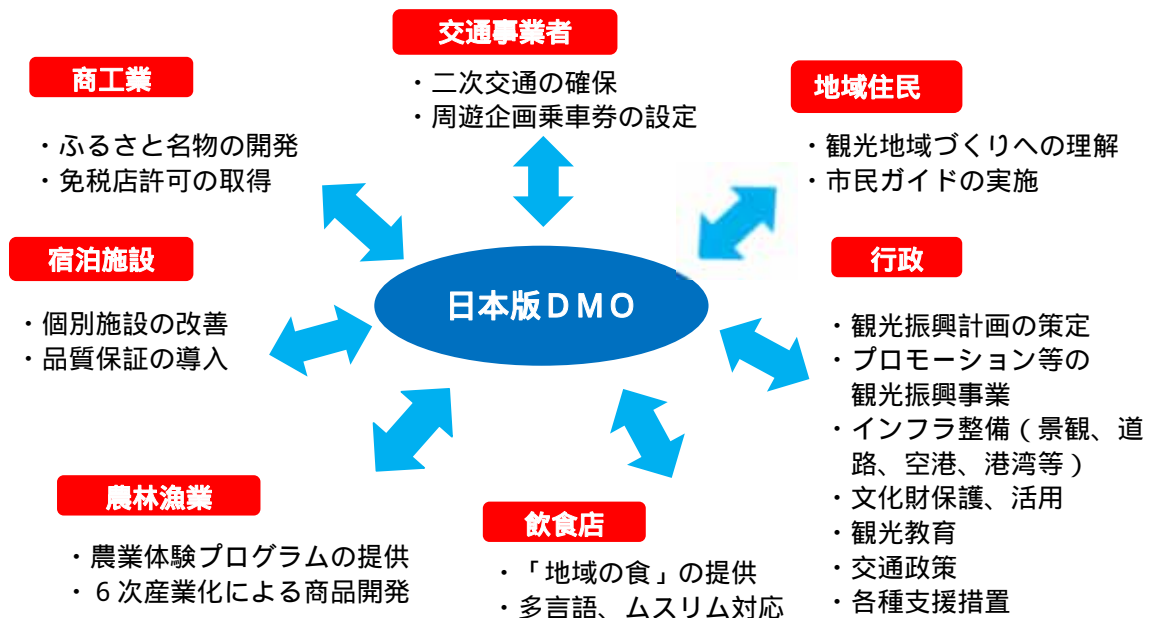 交通事業者
・二次交通の確保
・周遊企画乗車券の設定
商工業
・ふるさと名物の開発
・免税店許可の取得
地域住民
・観光地域づくりへの理解
・市民ガイドの実施
宿泊施設
・個別施設の改善
・品質保証の導入
日本版ＤＭＯ
行政
・観光振興計画の策定
・プロモーション等の
観光振興事業
・インフラ整備（景観、道
路、空港、港湾等）
・文化財保護、活用
・観光教育
・交通政策
・各種支援措置
農林漁業
・農業体験プログラムの提供
・６次産業化による商品開発
飲食店
・「地域の食」の提供
・多言語、ムスリム対応